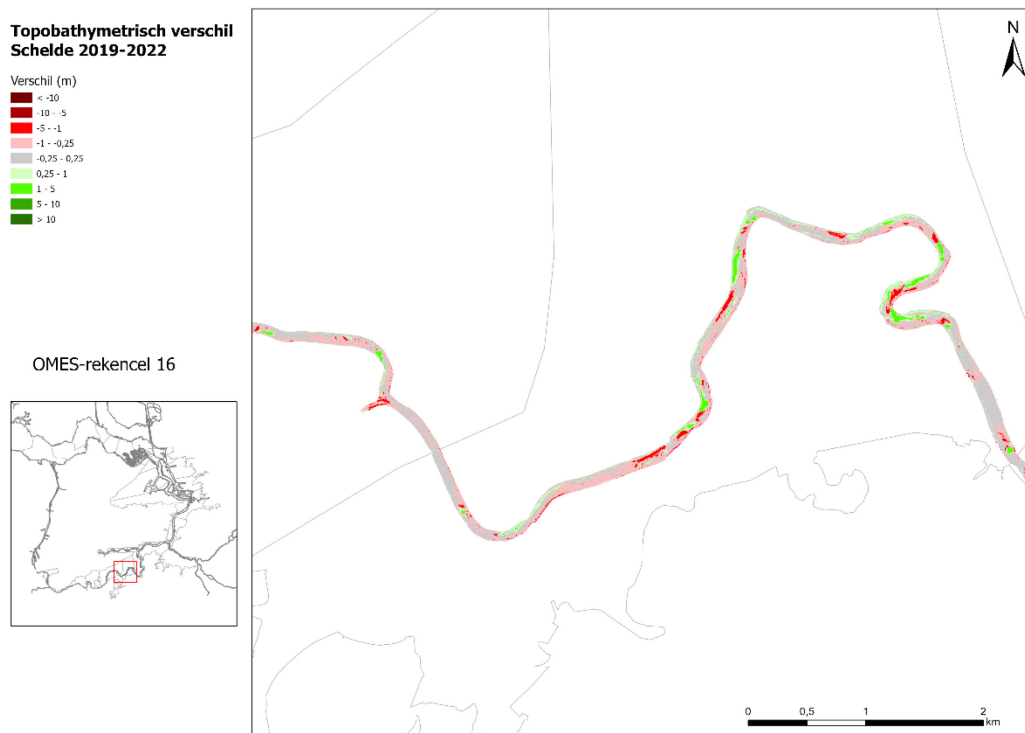 Topobathymetrisch verschil
Schelde 2019-2022
Verschil (m)
< -10
-10 - -5
-5 - -1
-1 - -0,25
-0,25 - 0,25
0,25 - 1
1 - 5
5 - 10
> 10
OMES-rekencel 16
N
0 0,5 1 2
km